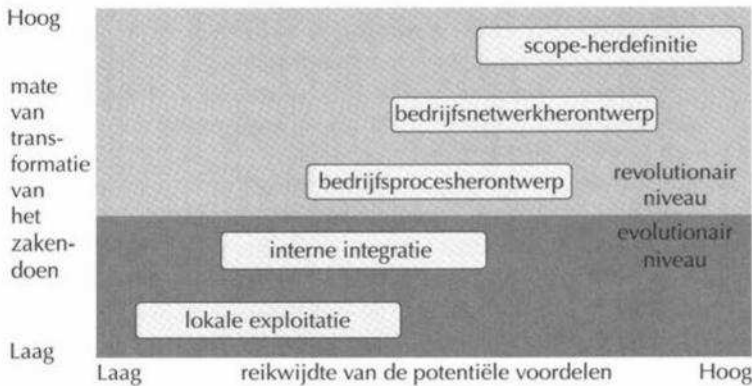 Hoog
scope-herdefinitie
mate
van
trans-
formatie
van
het
zaken-
doen
bedrijfsnetwerkherontwerp
bedrijfsprocesherontwerp
revolutionair
niveau
interne integratie
evolutionair
niveau
lokale exploitatie
Laag
Laag reikwijdte van de potentiële voordelen Hoog